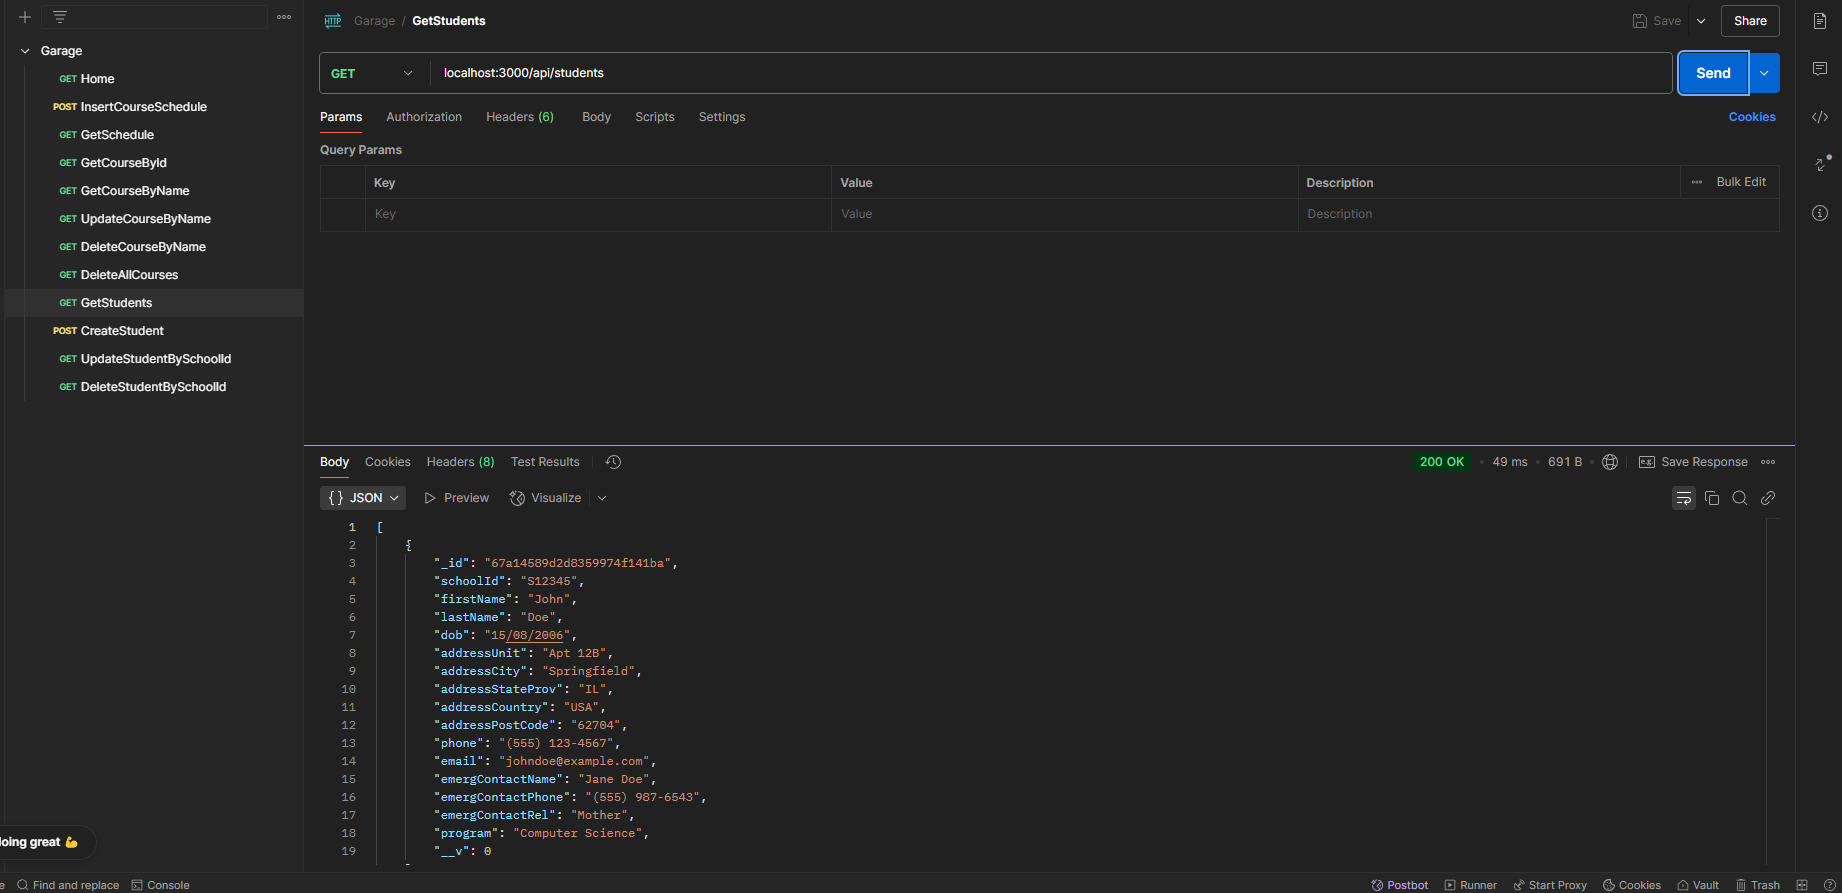 Garage / GetStudents
Save
Share
Garage
GET Home
POST InsertCourseSchedule
GET GetSchedule
GET GetCourseById
GET GetCourseByName
GET UpdateCourseByName
GET DeleteCourseByName
GET DeleteAllCourses
GET GetStudents
POST CreateStudent
GET UpdateStudentBySchoolId
GET DeleteStudentBySchoolId
HTTP
GET localhost:3000/api/students
Send
Params Authorization Headers (6) Body Scripts Settings
Cookies
Query Params
Key Value Description Bulk Edit
Key Value Description
Body Cookies Headers (8) Test Results
200 OK • 49 ms • 691 B • e.g. Save Response
{} JSON Preview Visualize
1 [
2 {
3 "_id": "67a14589d2d8359974f141ba",
4 "schoolId": "S12345",
5 "firstName": "John",
6 "lastName": "Doe",
7 "dob": "15/08/2006",
8 "addressUnit": "Apt 12B",
9 "addressCity": "Springfield",
10 "addressStateProv": "IL",
11 "addressCountry": "USA",
12 "addressPostCode": "62704",
13 "phone": "(555) 123-4567",
14 "email": "johndoe@example.com",
15 "emergContactName": "Jane Doe",
16 "emergContactPhone": "(555) 987-6543",
17 "emergContactRel": "Mother",
18 "program": "Computer Science",
19 "__v": 0
oing great 💪
Find and replace Console
Postbot Runner Start Proxy Cookies Vault Trash